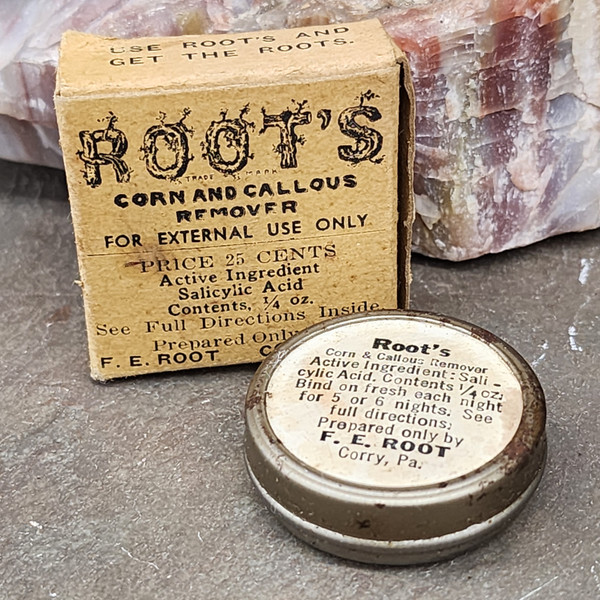 USE ROOT'S AND
GET THE ROOTS.
ROOT'S
TRADE MARK
CORN AND CALLOUS
REMOVER
FOR EXTERNAL USE ONLY
PRICE 25 CENTS
Active Ingredient
Salicylic Acid
Contents, 1/4 oz.
See Full Directions Inside
Prepared Only
F. E. ROOT
Root's
Corn & Callous Remover
Active Ingredient: Sali-
cylic Acid. Contents 1/4 oz.
Bind on fresh each night
for 5 or 6 nights. See
full directions.
Prepared only by
F. E. ROOT
Corry, Pa.